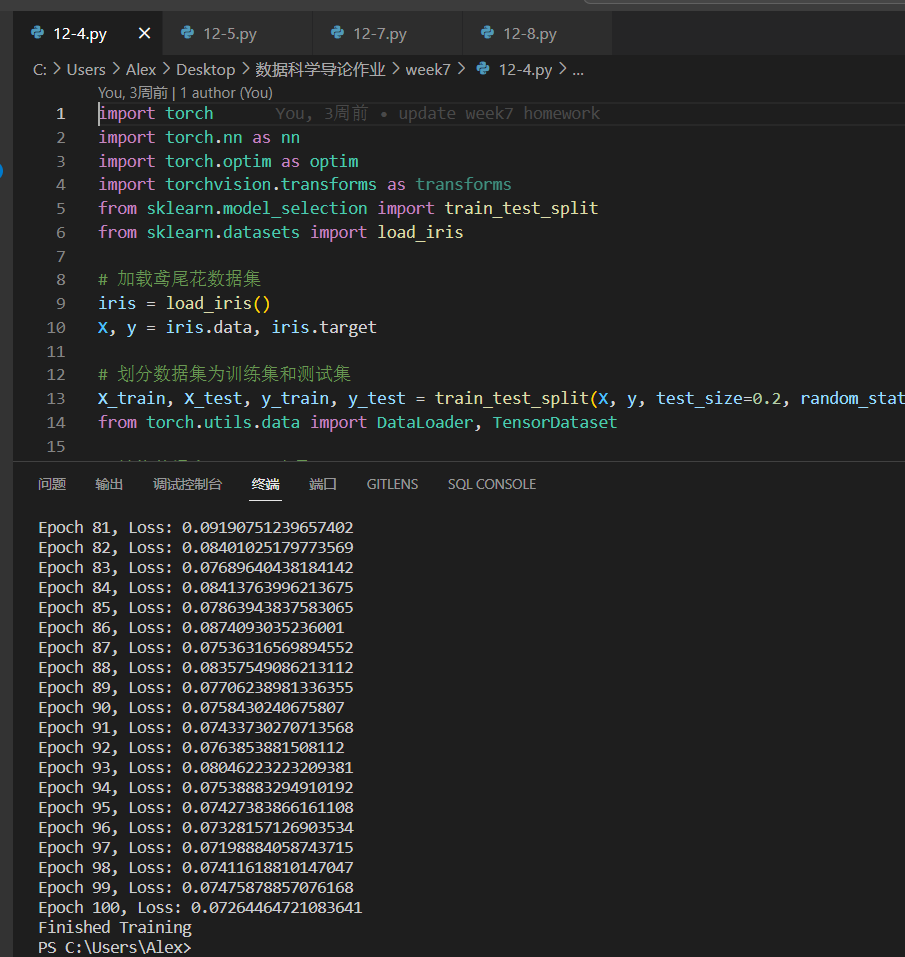 12-4.py × 12-5.py 12-7.py 12-8.py
C: > Users > Alex > Desktop > 数据科学导论作业 > week7 > 12-4.py > ...
You, 3周前 | 1 author (You)
1 import torch You, 3周前 • update week7 homework
2 import torch.nn as nn
3 import torch.optim as optim
4 import torchvision.transforms as transforms
5 from sklearn.model_selection import train_test_split
6 from sklearn.datasets import load_iris
7
8 # 加载鸢尾花数据集
9 iris = load_iris()
10 X, y = iris.data, iris.target
11
12 # 划分数据集为训练集和测试集
13 X_train, X_test, y_train, y_test = train_test_split(X, y, test_size=0.2, random_stat
14 from torch.utils.data import DataLoader, TensorDataset
15
问题 输出 调试控制台 终端 端口 GITLENS SQL CONSOLE
Epoch 81, Loss: 0.09190751239657402
Epoch 82, Loss: 0.08401025179773569
Epoch 83, Loss: 0.07689640438184142
Epoch 84, Loss: 0.08413763996213675
Epoch 85, Loss: 0.07863943837583065
Epoch 86, Loss: 0.0874093035236001
Epoch 87, Loss: 0.07536316569894552
Epoch 88, Loss: 0.08357549086213112
Epoch 89, Loss: 0.07706238981336355
Epoch 90, Loss: 0.0758430240675807
Epoch 91, Loss: 0.07433730270713568
Epoch 92, Loss: 0.0763853881508112
Epoch 93, Loss: 0.08046223223209381
Epoch 94, Loss: 0.07538883294910192
Epoch 95, Loss: 0.07427383866161108
Epoch 96, Loss: 0.07328157126903534
Epoch 97, Loss: 0.07198884058743715
Epoch 98, Loss: 0.07411618810147047
Epoch 99, Loss: 0.07475878857076168
Epoch 100, Loss: 0.07264464721083641
Finished Training
PS C:\Users\Alex>